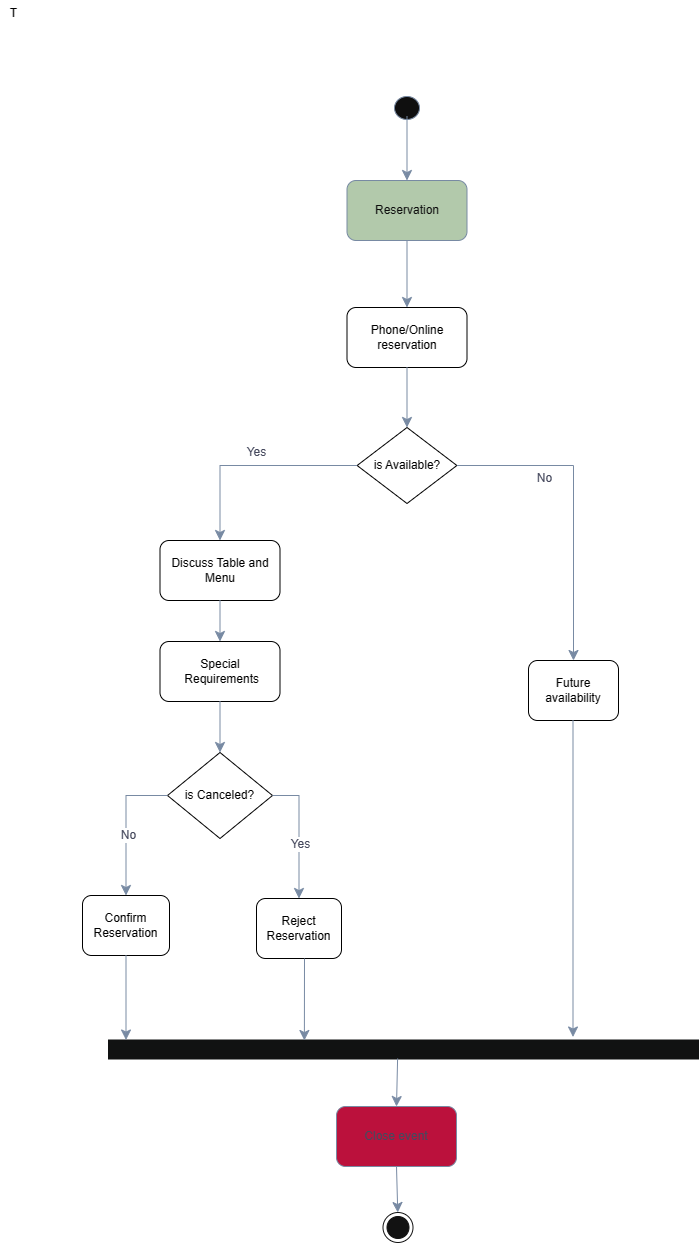 T
Reservation
Phone/Online
reservation
is Available?
Yes
No
Discuss Table and
Menu
Special
Requirements
Future
availability
is Canceled?
No
Yes
Confirm
Reservation
Reject
Reservation